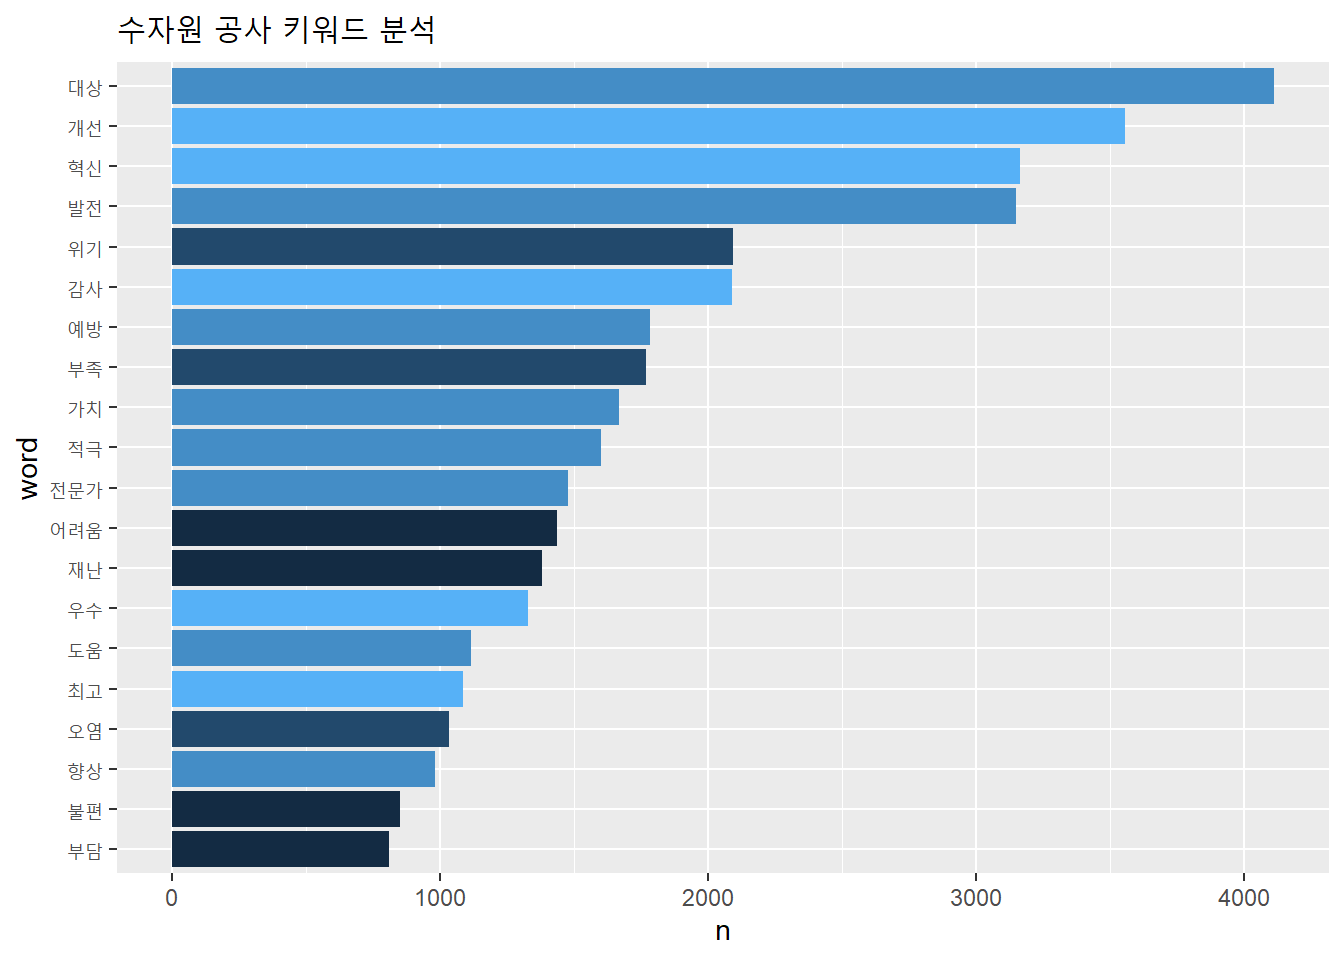 수자원 공사 키워드 분석
대상
개선
혁신
발전
위기
감사
예방
부족
가치
적극
전문가
어려움
재난
우수
도움
최고
오염
향상
불편
부담
word
0 1000 2000 3000 4000
n